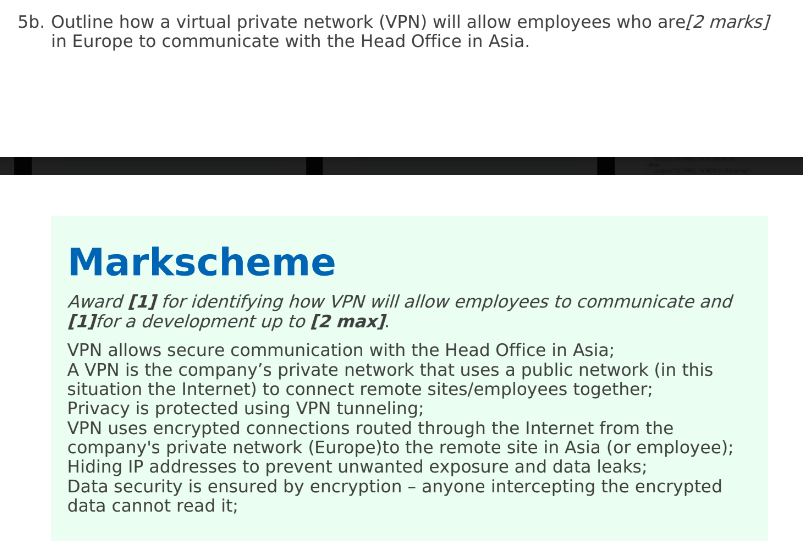 5b. Outline how a virtual private network (VPN) will allow employees who are[2 marks]
in Europe to communicate with the Head Office in Asia.
Markscheme
Award [1] for identifying how VPN will allow employees to communicate and
[1]for a development up to [2 max].
VPN allows secure communication with the Head Office in Asia;
A VPN is the company’s private network that uses a public network (in this
situation the Internet) to connect remote sites/employees together;
Privacy is protected using VPN tunneling;
VPN uses encrypted connections routed through the Internet from the
company's private network (Europe)to the remote site in Asia (or employee);
Hiding IP addresses to prevent unwanted exposure and data leaks;
Data security is ensured by encryption – anyone intercepting the encrypted
data cannot read it;